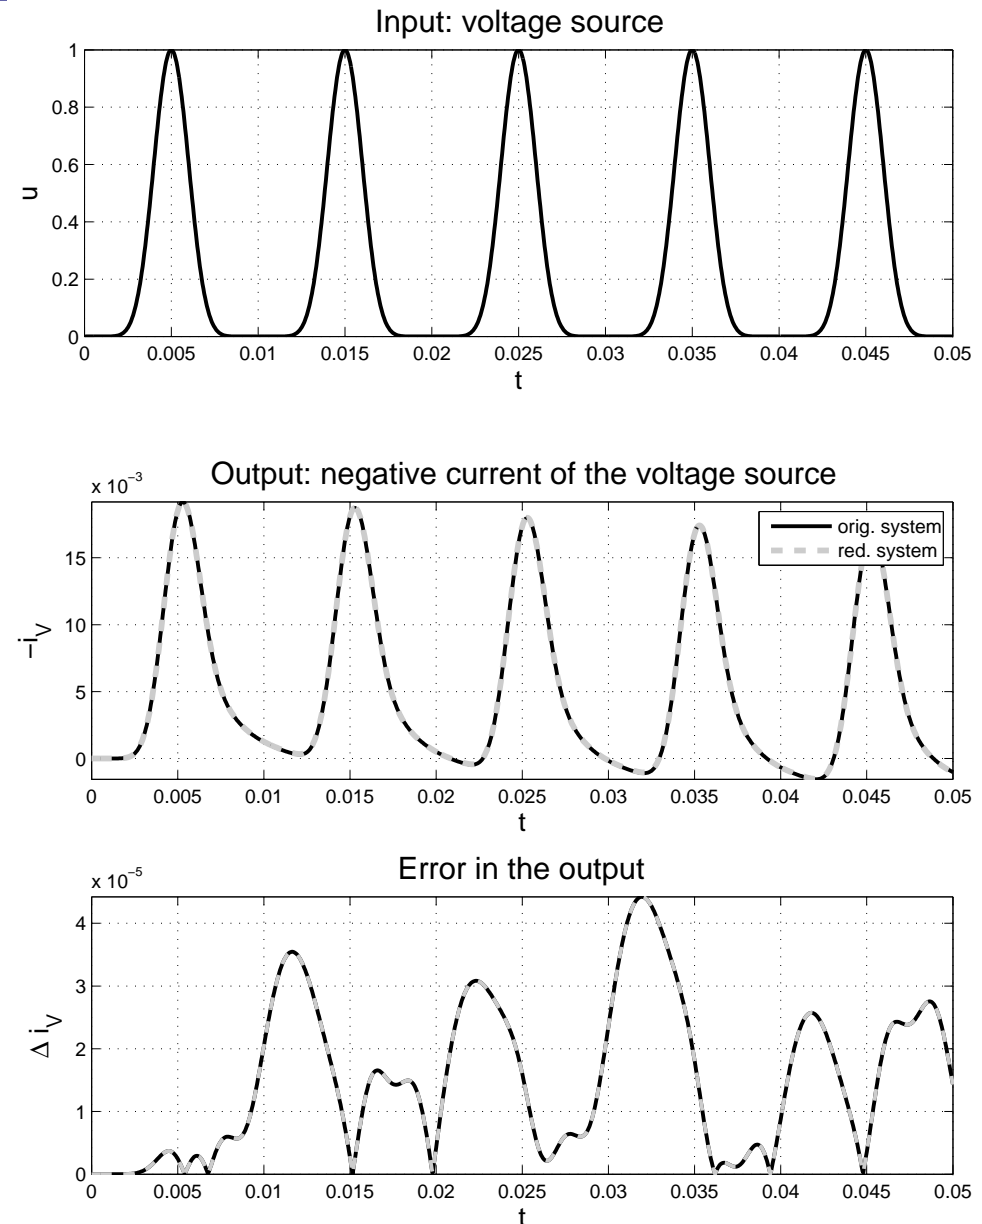 Input: voltage source
1
0.8
0.6
0.4
0.2
0
u
0 0.005 0.01 0.015 0.02 0.025 0.03 0.035 0.04 0.045 0.05
t
Output: negative current of the voltage source
x 10⁻³
15
10
5
0
−i_V
orig. system
red. system
0 0.005 0.01 0.015 0.02 0.025 0.03 0.035 0.04 0.045 0.05
t
Error in the output
x 10⁻⁵
4
3
2
1
0
Δ i_V
0 0.005 0.01 0.015 0.02 0.025 0.03 0.035 0.04 0.045 0.05
t